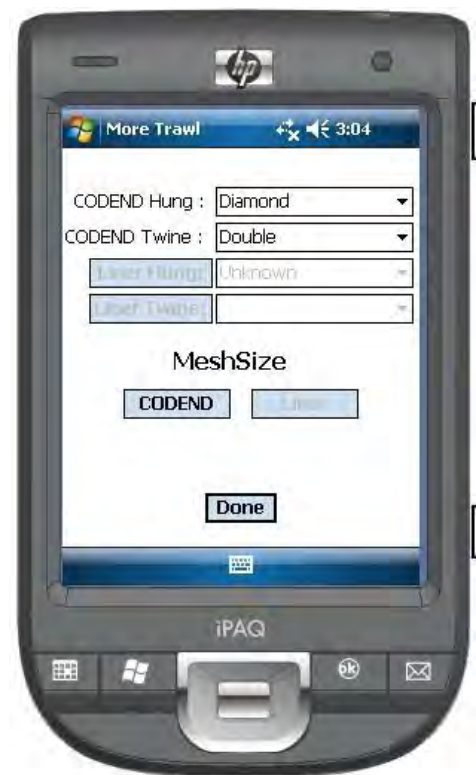 hp
More Trawl 3:04
CODEND Hung : Diamond
CODEND Twine : Double
Liner Hung: Unknown
Liner Twine:
MeshSize
CODEND Liner
Done
iPAQ
ok